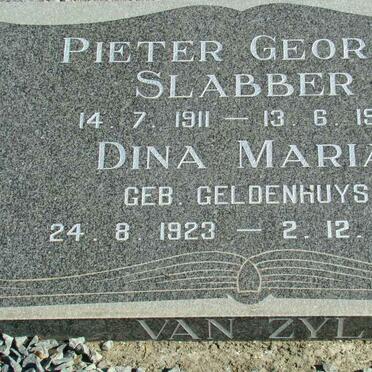 PIETER GEOR
SLABBER
14. 7. 1911 — 13. 6. 19
DINA MARIA
GEB. GELDENHUYS
24. 8. 1923 — 2. 12.
VAN ZYL